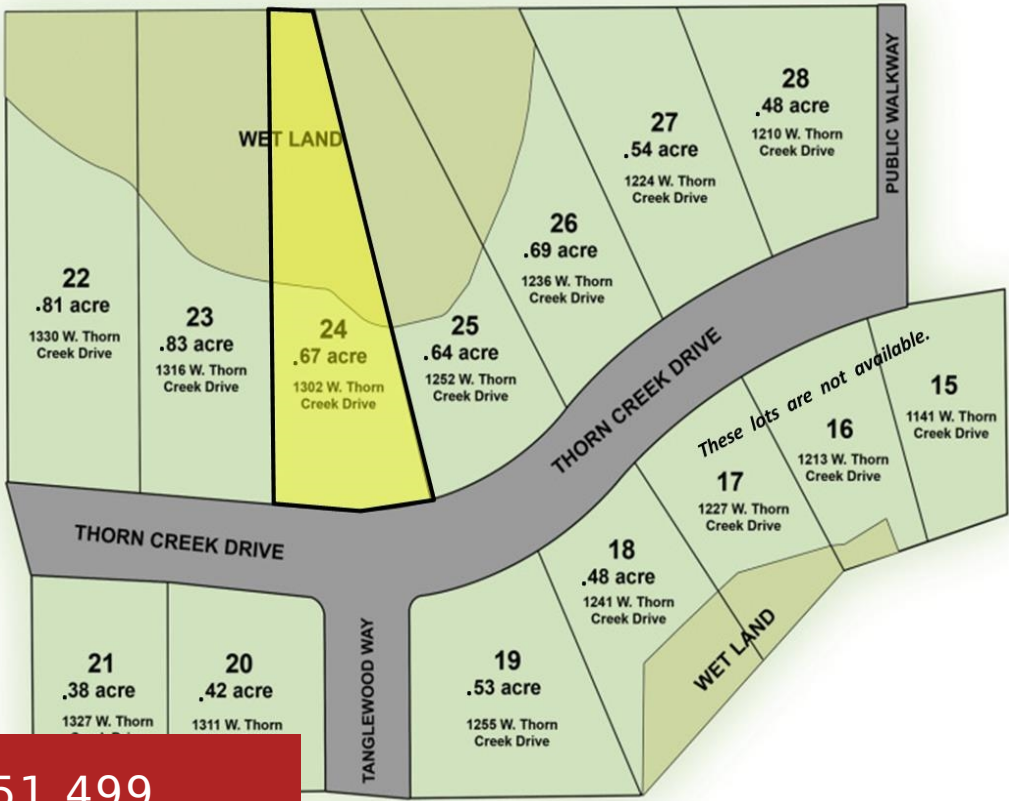 WET LAND
28
.48 acre
1210 W. Thorn
Creek Drive
PUBLIC WALKWAY
27
.54 acre
1224 W. Thorn
Creek Drive
26
.69 acre
1236 W. Thorn
Creek Drive
22
.81 acre
1330 W. Thorn
Creek Drive
23
.83 acre
1316 W. Thorn
Creek Drive
24
.67 acre
1302 W. Thorn
Creek Drive
25
.64 acre
1252 W. Thorn
Creek Drive
THORN CREEK DRIVE
These lots are not available.
15
1141 W. Thorn
Creek Drive
16
1213 W. Thorn
Creek Drive
17
1227 W. Thorn
Creek Drive
THORN CREEK DRIVE
18
.48 acre
1241 W. Thorn
Creek Drive
WET LAND
21
.38 acre
1327 W. Thorn
20
.42 acre
1311 W. Thorn
TANGLEWOOD WAY
19
.53 acre
1255 W. Thorn
Creek Drive
51,499